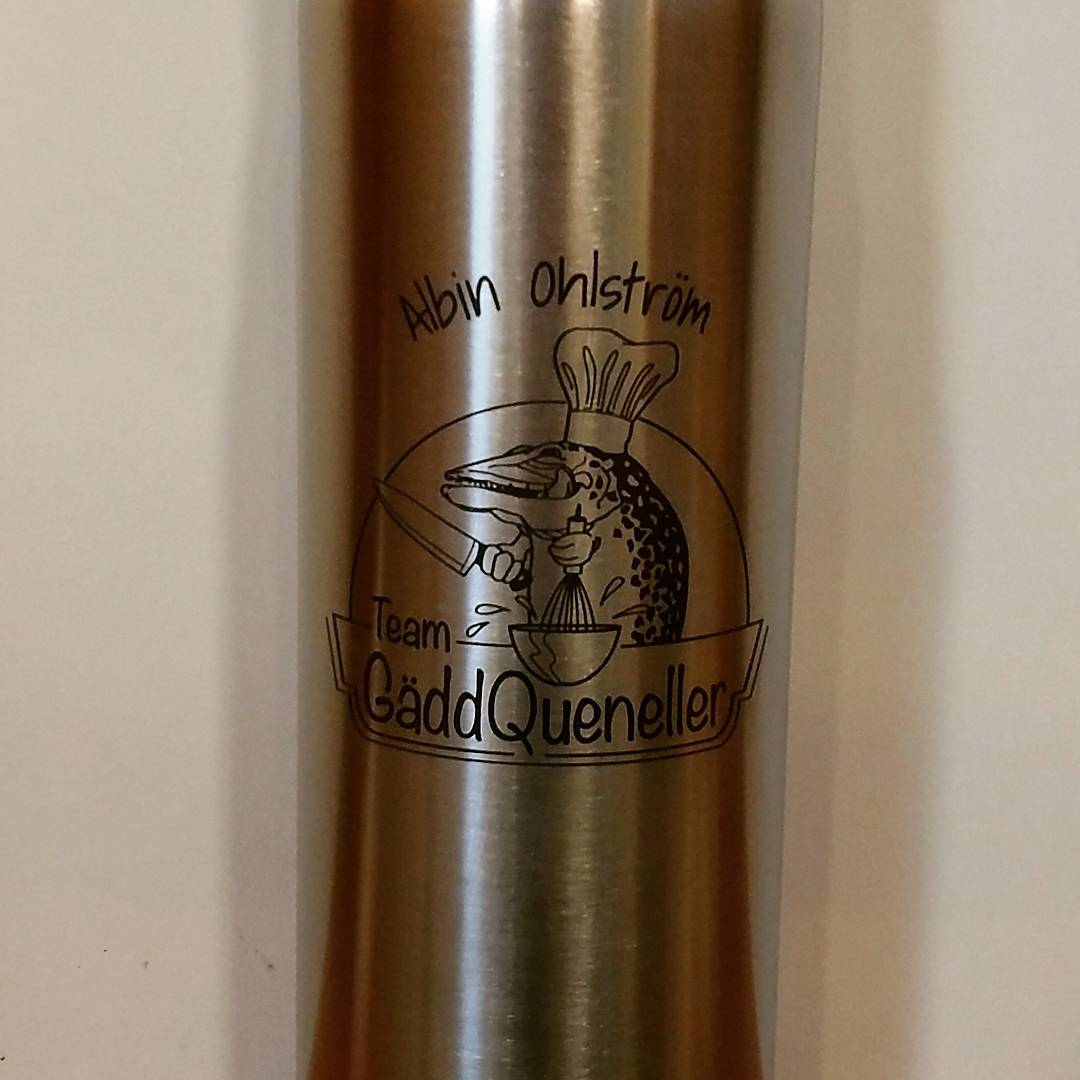 Albin Ohlström
Team
GäddQueneller